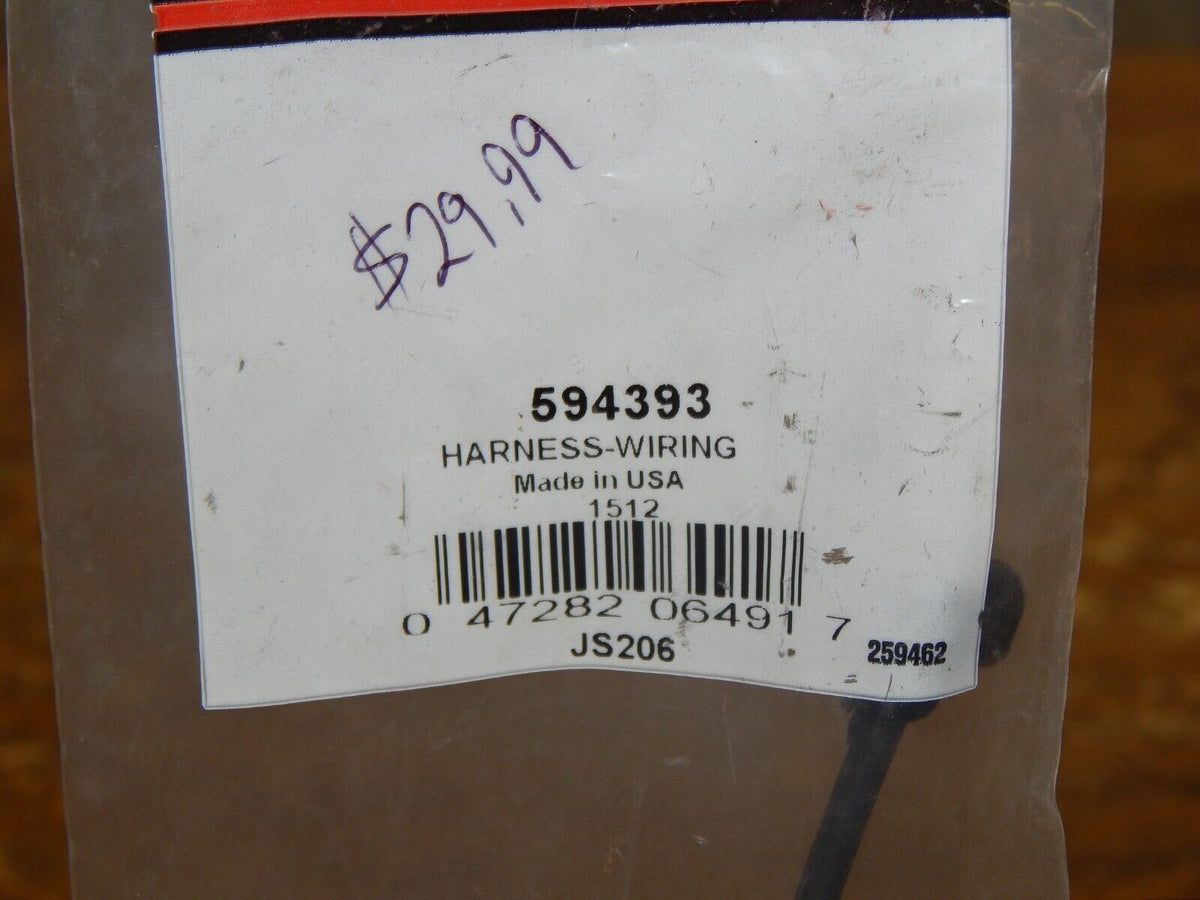 $29.99
594393
HARNESS-WIRING
Made in USA
1512
0 47282 06491 7
JS206
259462